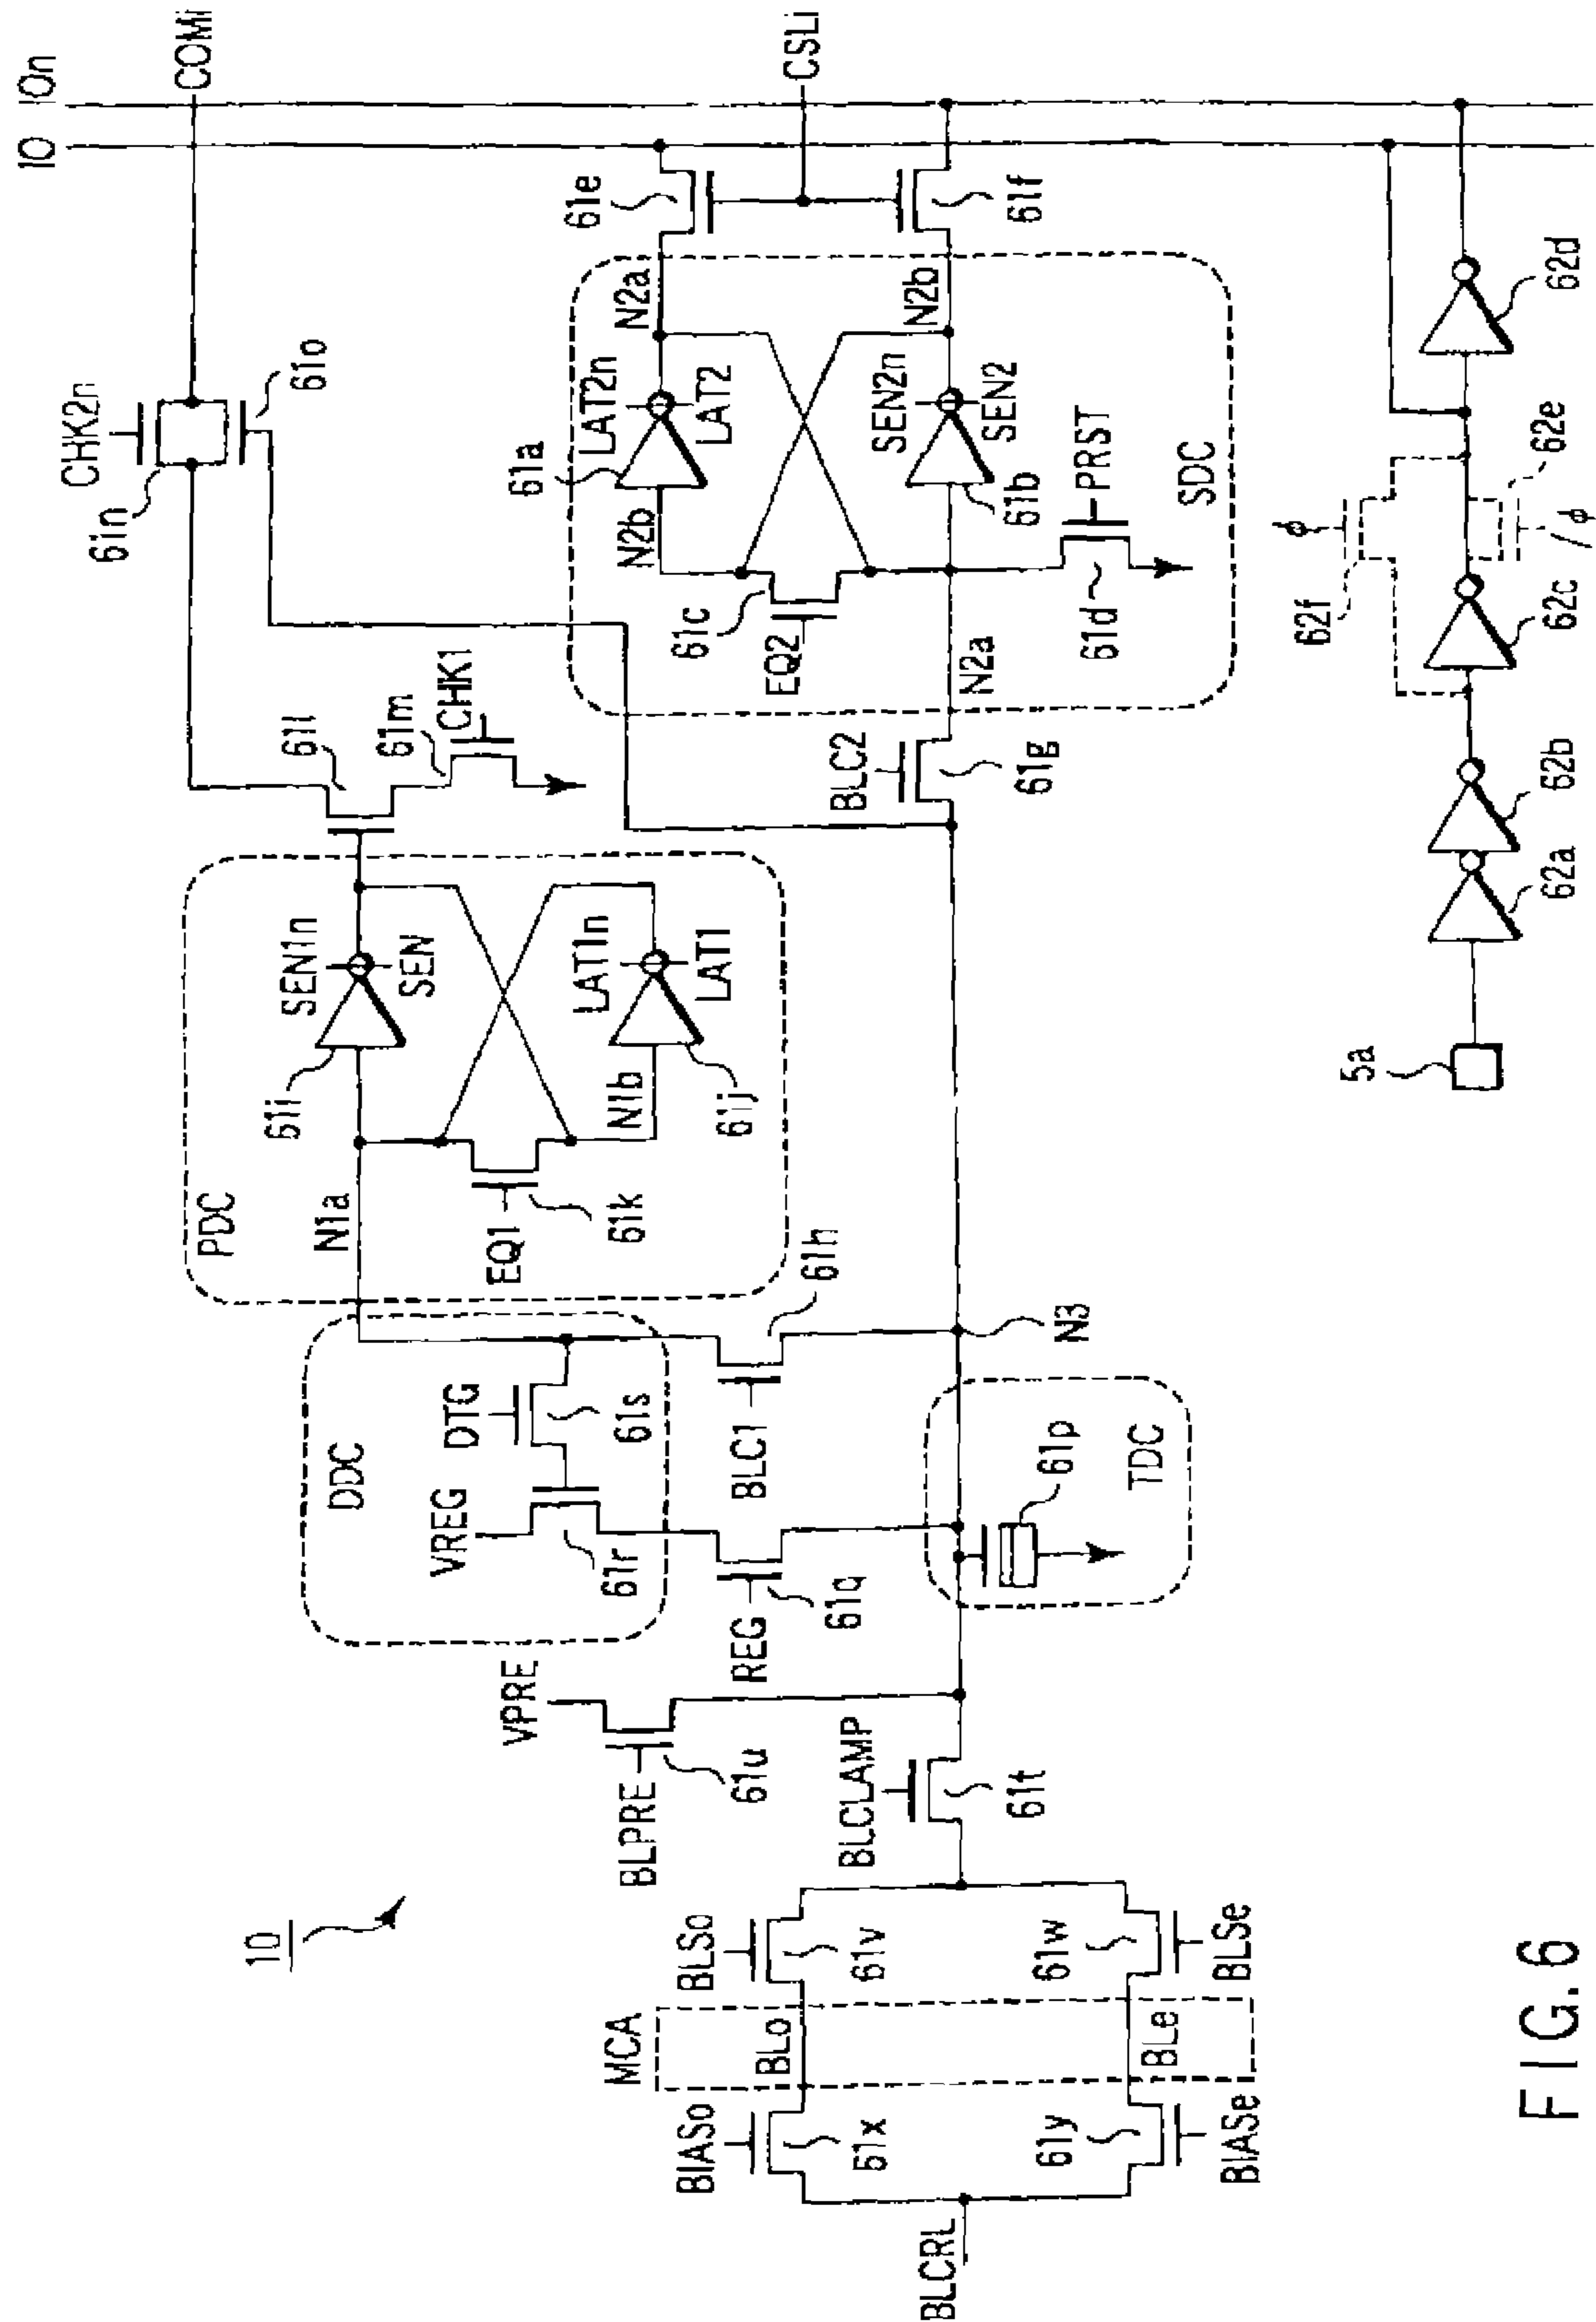 IO
IOn
COMi
CHK2n
61n
61o
CSLi
61l
61m
CHK1
61e
61f
N2a
N2b
61a
LAT2n
LAT2
N2b
SEN2n
SEN2
61b
61c
EQ2
PRST
61d
N2a
SDC
BLC2
61g
PDC
SEN1n
SEN
61i
LAT1n
LAT1
N1b
61j
N1a
EQ1
61k
61h
N3
DDC
DTG
61s
VREG
61r
BLC1
REG
61q
61p
TDC
VPRE
BLPRE
61u
BLCLAMP
61t
10
BLSo
61v
61w
BLSe
MCA
BLo
BLe
BIASo
61x
61y
BIASe
BLCRL
5a
62a
62b
62c
62d
62e
62f
φ
/φ
FIG. 6